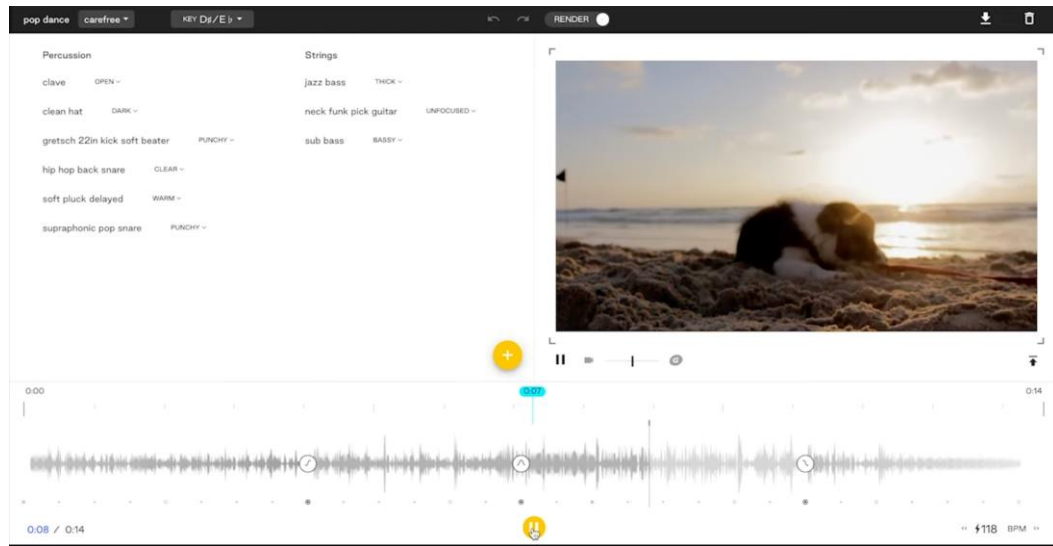 pop dance carefree KEY D♯/E♭ RENDER
Percussion Strings
clave OPEN jazz bass THICK
clean hat DARK neck funk pick guitar UNFOCUSED
gretsch 22in kick soft beater PUNCHY sub bass BASSY
hip hop back snare CLEAR
soft pluck delayed WARM
supraphonic pop snare PUNCHY
0:00 0:07 0:14
0:08 / 0:14 118 BPM